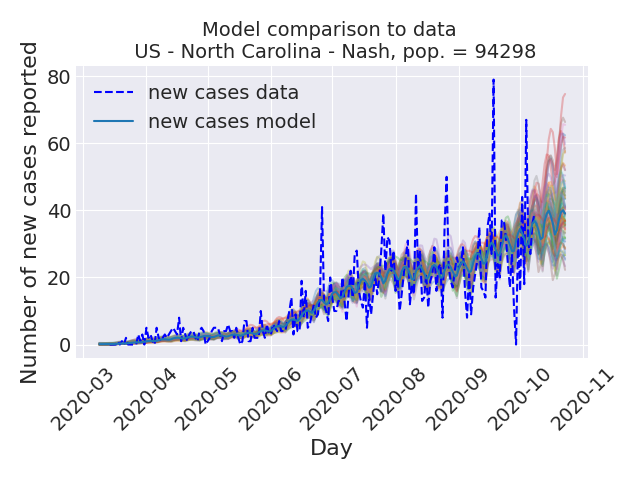 Model comparison to data
US - North Carolina - Nash, pop. = 94298
Number of new cases reported
80
60
40
20
0
new cases data
new cases model
2020-03
2020-04
2020-05
2020-06
2020-07
2020-08
2020-09
2020-10
2020-11
Day